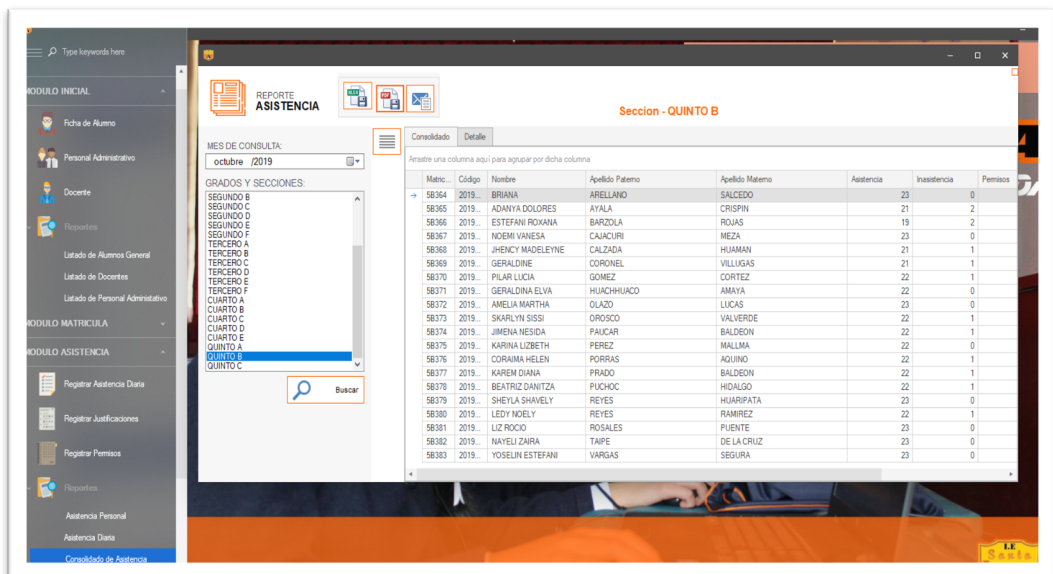 Type keywords here
MODULO INICIAL
Ficha de Alumno
Personal Administrativo
Docente
Reportes
Listado de Alumnos General
Listado de Docentes
Listado de Personal Administativo
MODULO MATRICULA
MODULO ASISTENCIA
Registrar Asistencia Diaria
Registrar Justificaciones
Registrar Permisos
Reportes
Asistencia Personal
Asistencia Diaria
Consolidado de Asistencia
REPORTE
ASISTENCIA
XLSX
PDF
Seccion - QUINTO B
MES DE CONSULTA:
octubre /2019
GRADOS Y SECCIONES:
SEGUNDO B
SEGUNDO C
SEGUNDO D
SEGUNDO E
SEGUNDO F
TERCERO A
TERCERO B
TERCERO C
TERCERO D
TERCERO E
TERCERO F
CUARTO A
CUARTO B
CUARTO C
CUARTO D
CUARTO E
QUINTO A
QUINTO B
QUINTO C
Buscar
Consolidado Detalle
Arrastre una columna aquí para agrupar por dicha columna
Matric... Código Nombre Apellido Paterno Apellido Materno Asistencia Inasistencia Permisos
5B364 2019... BRIANA ARELLANO SALCEDO 23 0
5B365 2019... ADANYA DOLORES AYALA CRISPIN 21 2
5B366 2019... ESTEFANI ROXANA BARZOLA ROJAS 19 2
5B367 2019... NOEMI VANESA CAJACURI MEZA 23 0
5B368 2019... JHENCY MADELEYNE CALZADA HUAMAN 21 1
5B369 2019... GERALDINE CORONEL VILLUGAS 21 1
5B370 2019... PILAR LUCIA GOMEZ CORTEZ 22 1
5B371 2019... GERALDINA ELVA HUACHHUACO AMAYA 22 0
5B372 2019... AMELIA MARTHA OLAZO LUCAS 23 0
5B373 2019... SKARLYN SISSI OROSCO VALVERDE 22 1
5B374 2019... JIMENA NESIDA PAUCAR BALDEON 22 1
5B375 2019... KARINA LIZBETH PEREZ MALLMA 22 0
5B376 2019... CORAIMA HELEN PORRAS AQUINO 22 1
5B377 2019... KAREM DIANA PRADO BALDEON 22 1
5B378 2019... BEATRIZ DANITZA PUCHOC HIDALGO 22 1
5B379 2019... SHEYLA SHAVELY REYES HUARIPATA 23 0
5B380 2019... LEDY NOELY REYES RAMIREZ 22 1
5B381 2019... LIZ ROCIO ROSALES PUENTE 23 0
5B382 2019... NAYELI ZAIRA TAIPE DE LA CRUZ 23 0
5B383 2019... YOSELIN ESTEFANI VARGAS SEGURA 23 0
I.E
Santa